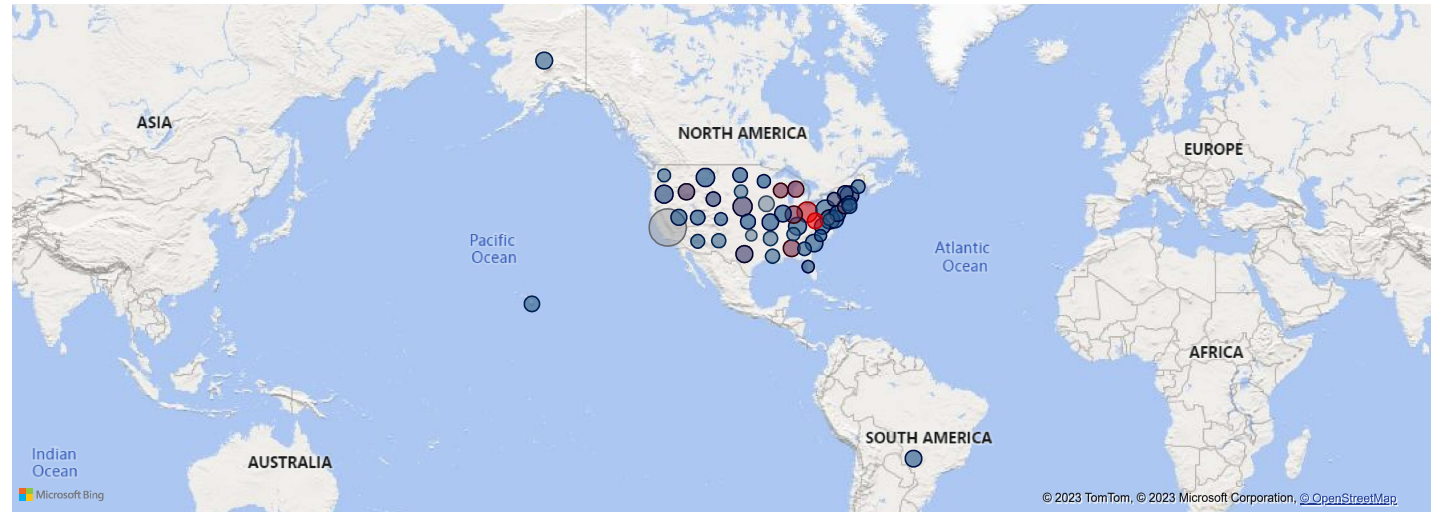 ASIA
NORTH AMERICA
EUROPE
Pacific
Ocean
Atlantic
Ocean
AFRICA
SOUTH AMERICA
Indian
Ocean
AUSTRALIA
Microsoft Bing
© 2023 TomTom, © 2023 Microsoft Corporation, © OpenStreetMap